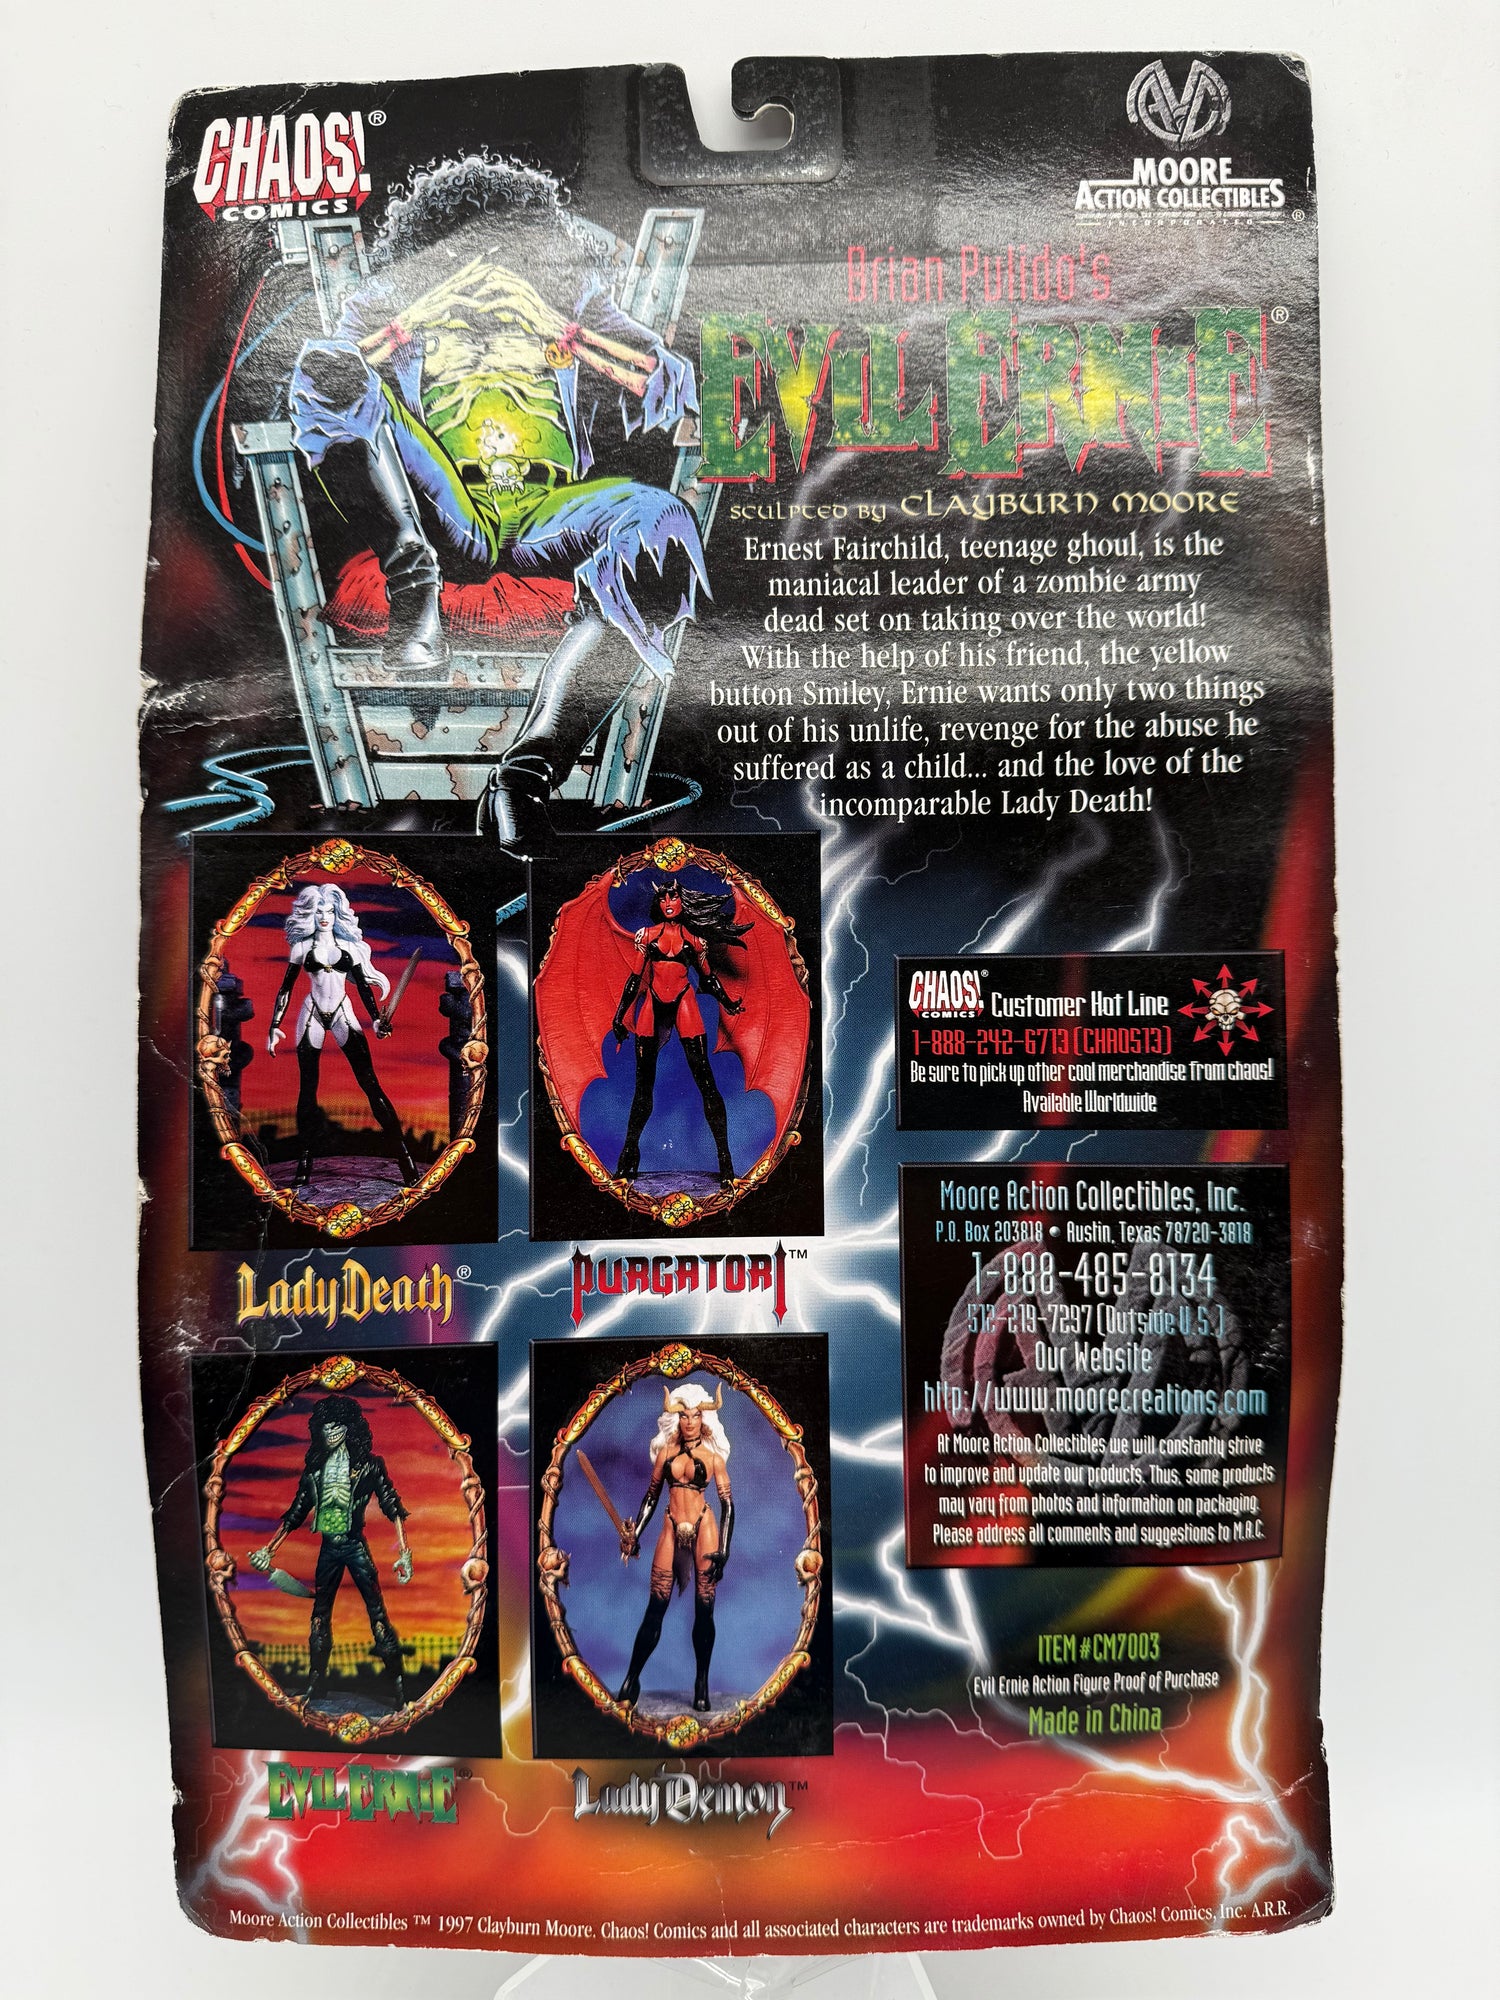 CHAOS!®
COMICS
MOORE
ACTION COLLECTIBLES®
INCORPORATED
Brian Pulido's
EVIL ERNIE®
SCULPTED BY CLAYBURN MOORE
Ernest Fairchild, teenage ghoul, is the
maniacal leader of a zombie army
dead set on taking over the world!
With the help of his friend, the yellow
button Smiley, Ernie wants only two things
out of his unlife, revenge for the abuse he
suffered as a child... and the love of the
incomparable Lady Death!
Lady Death®
PURGATORI™
EVIL ERNIE®
Lady Demon™
CHAOS!®
COMICS
Customer Hot Line
1-888-242-6713 (CHAOS13)
Be sure to pick up other cool merchandise from chaos!
Available Worldwide
Moore Action Collectibles, Inc.
P.O. Box 203818 • Austin, Texas 78720-3818
1-888-485-8134
512-219-7297 (Outside U.S.)
Our Website
http://www.moorecreations.com
At Moore Action Collectibles we will constantly strive
to improve and update our products. Thus, some products
may vary from photos and information on packaging.
Please address all comments and suggestions to M.A.C.
ITEM #CM7003
Evil Ernie Action Figure Proof of Purchase
Made in China
Moore Action Collectibles ™ 1997 Clayburn Moore. Chaos! Comics and all associated characters are trademarks owned by Chaos! Comics, Inc. A.R.R.